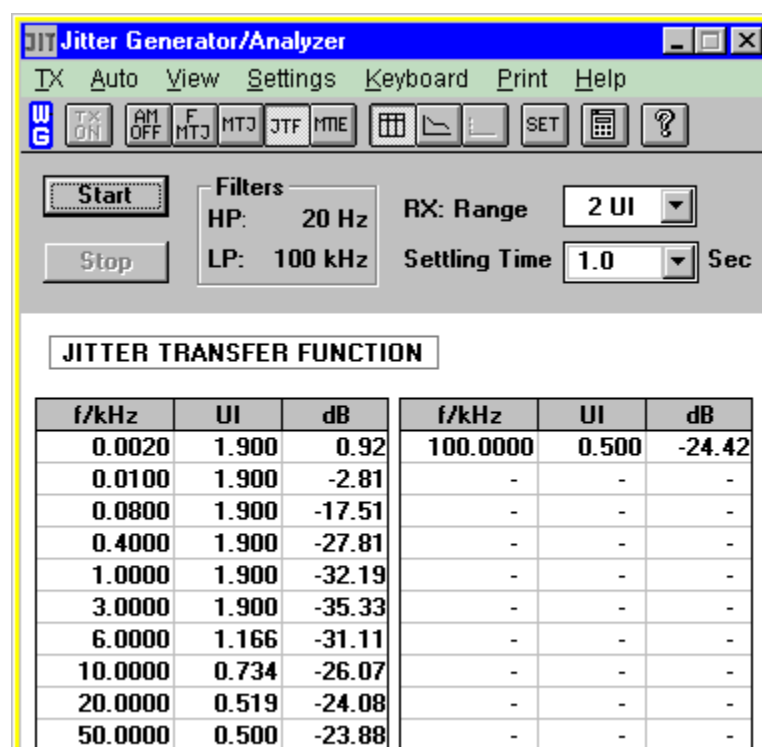 JIT Jitter Generator/Analyzer
TX Auto View Settings Keyboard Print Help
WG TX ON AM OFF F MTJ MTJ JTF MTIE SET ?
Start
Stop
Filters
HP: 20 Hz
LP: 100 kHz
RX: Range 2 UI
Settling Time 1.0 Sec
JITTER TRANSFER FUNCTION
f/kHz UI dB f/kHz UI dB
0.0020 1.900 0.92 100.0000 0.500 -24.42
0.0100 1.900 -2.81 - - -
0.0800 1.900 -17.51 - - -
0.4000 1.900 -27.81 - - -
1.0000 1.900 -32.19 - - -
3.0000 1.900 -35.33 - - -
6.0000 1.166 -31.11 - - -
10.0000 0.734 -26.07 - - -
20.0000 0.519 -24.08 - - -
50.0000 0.500 -23.88 - - -